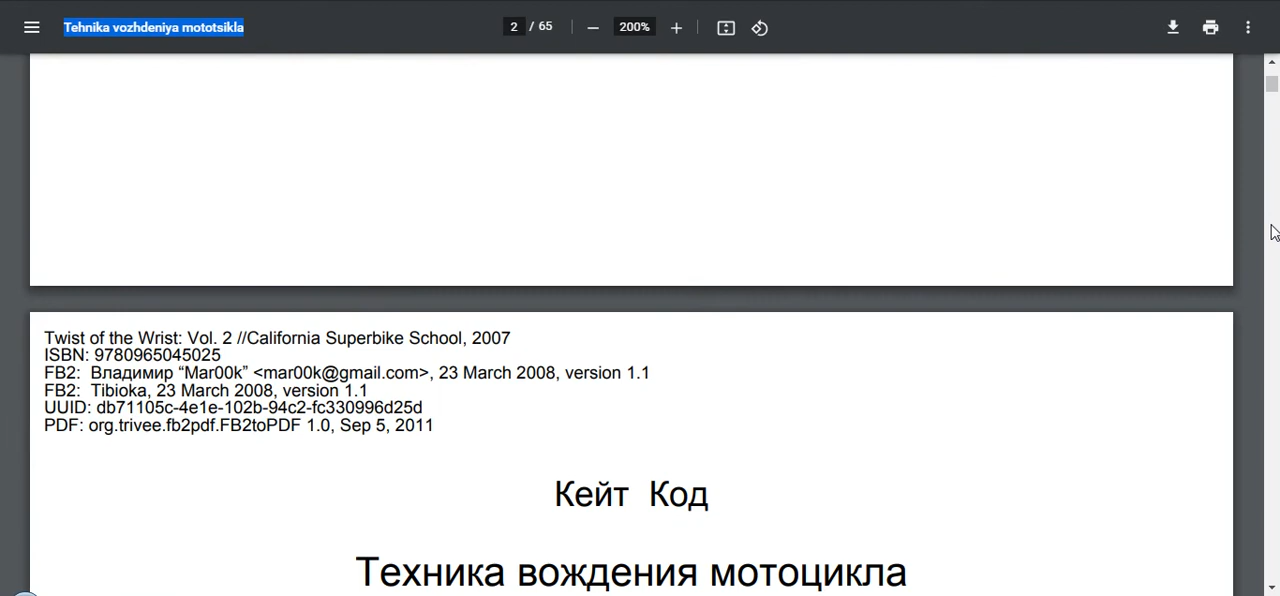 Tehnika vozhdeniya mototsikla 2 / 65 200%
Twist of the Wrist: Vol. 2 //California Superbike School, 2007
ISBN: 9780965045025
FB2: Владимир “Mar00k” <mar00k@gmail.com>, 23 March 2008, version 1.1
FB2: Tibioka, 23 March 2008, version 1.1
UUID: db71105c-4e1e-102b-94c2-fc330996d25d
PDF: org.trivee.fb2pdf.FB2toPDF 1.0, Sep 5, 2011
Кейт Код
Техника вождения мотоцикла